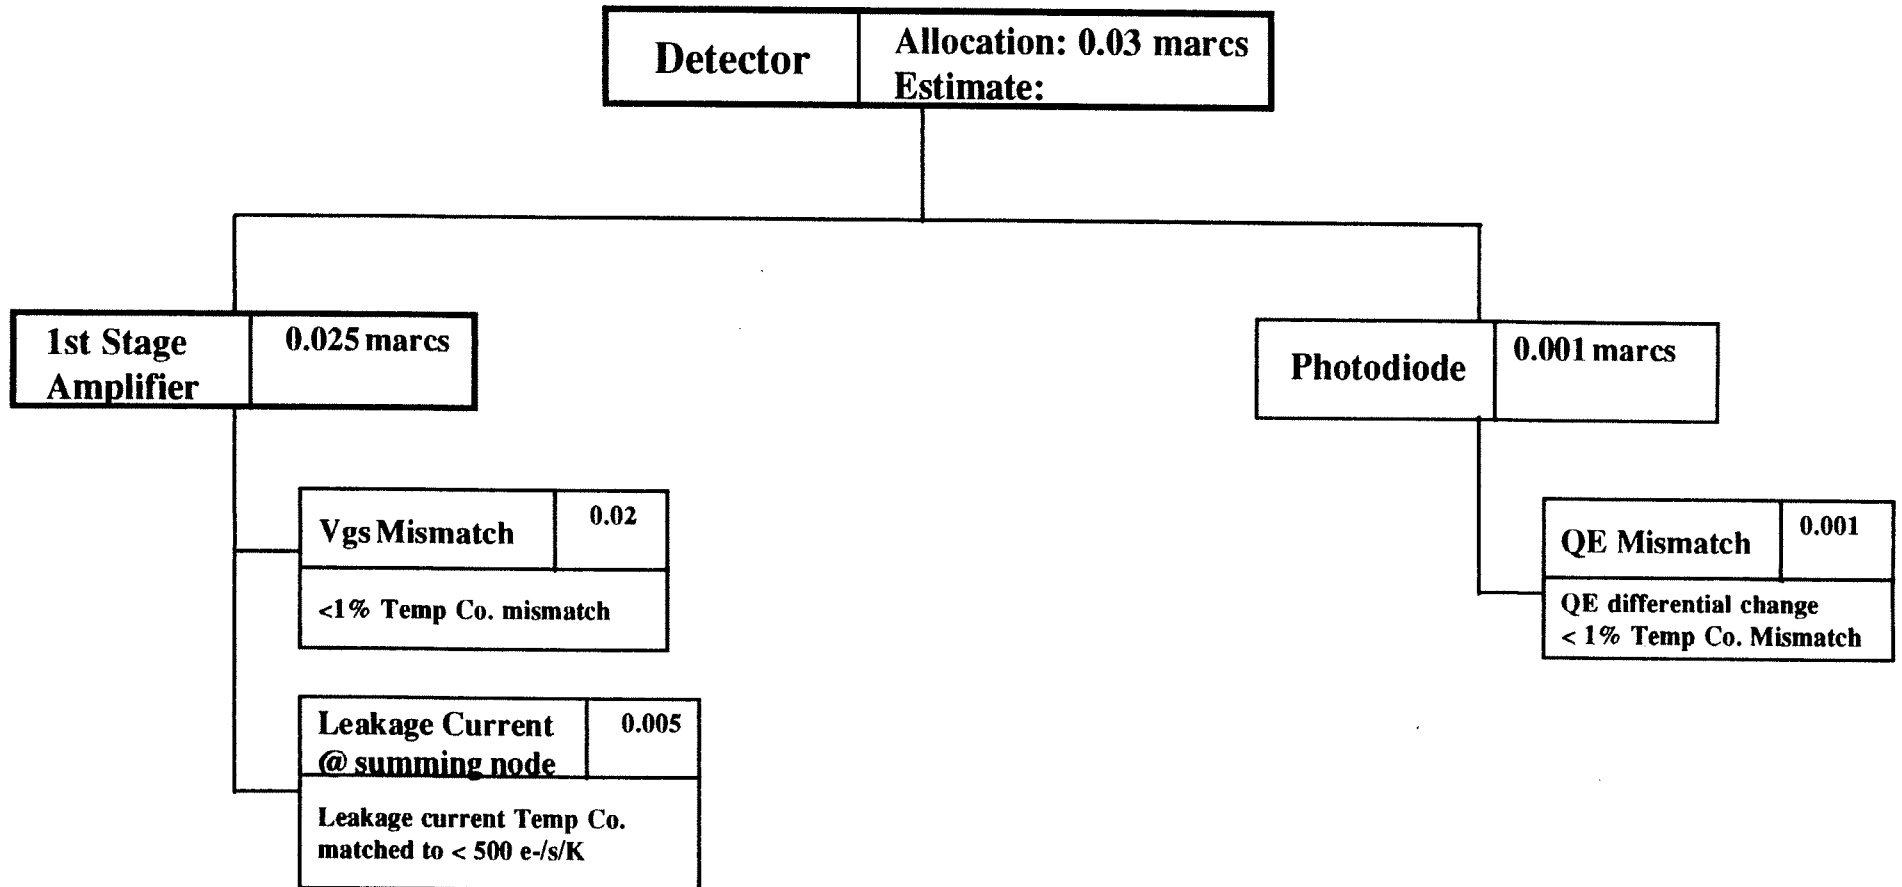 Detector
Allocation: 0.03 marcs
Estimate:
1st Stage
Amplifier
0.025 marcs
Photodiode
0.001 marcs
Vgs Mismatch
0.02
<1% Temp Co. mismatch
QE Mismatch
0.001
QE differential change
< 1% Temp Co. Mismatch
Leakage Current
@ summing node
0.005
Leakage current Temp Co.
matched to < 500 e-/s/K